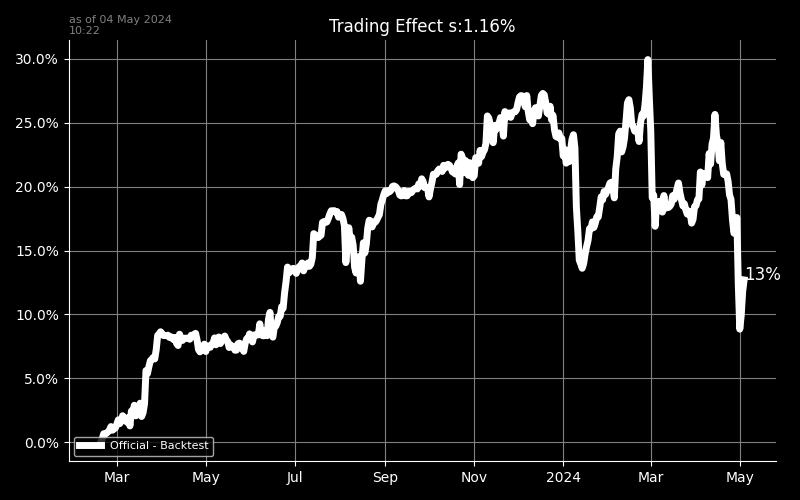 as of 04 May 2024
10:22
Trading Effect s:1.16%
30.0%
25.0%
20.0%
15.0%
10.0%
5.0%
0.0%
13%
Official - Backtest
Mar May Jul Sep Nov 2024 Mar May